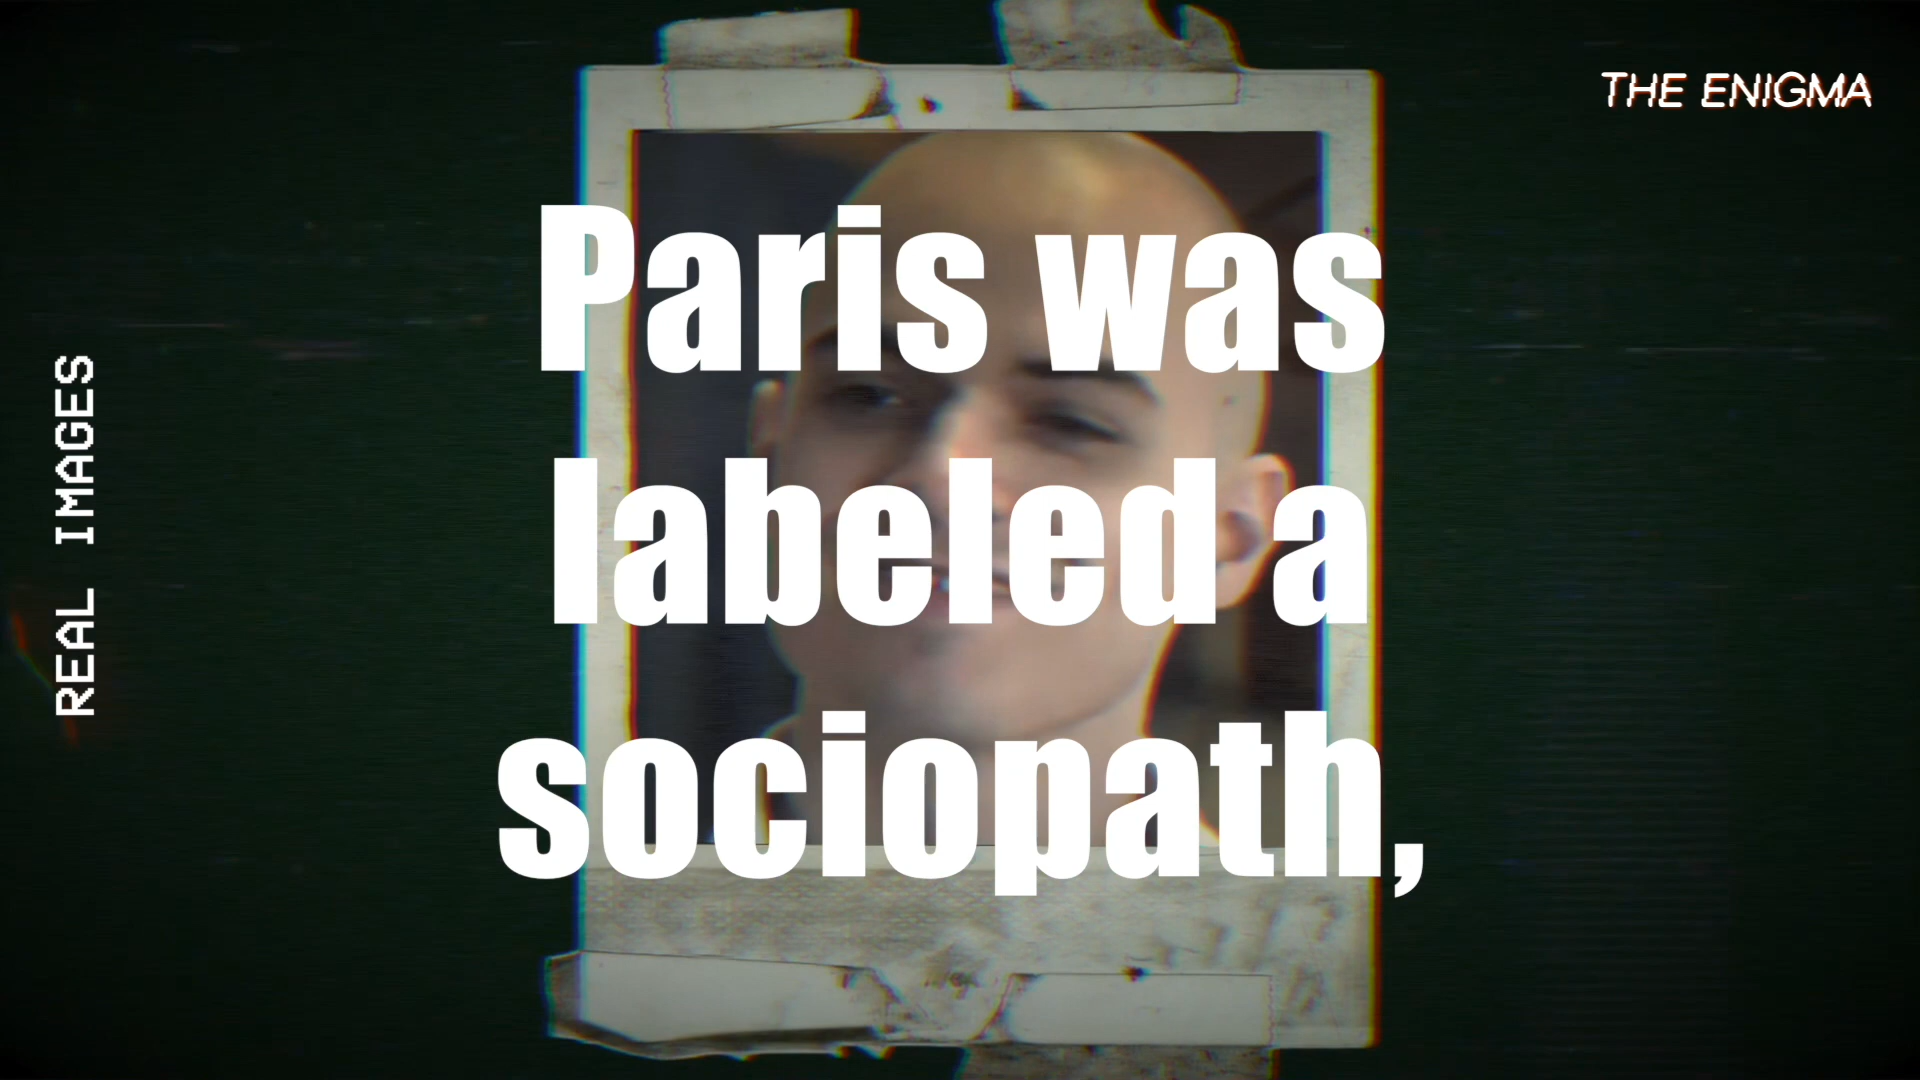 THE ENIGMA
Paris was
labeled a
sociopath,
REAL IMAGES